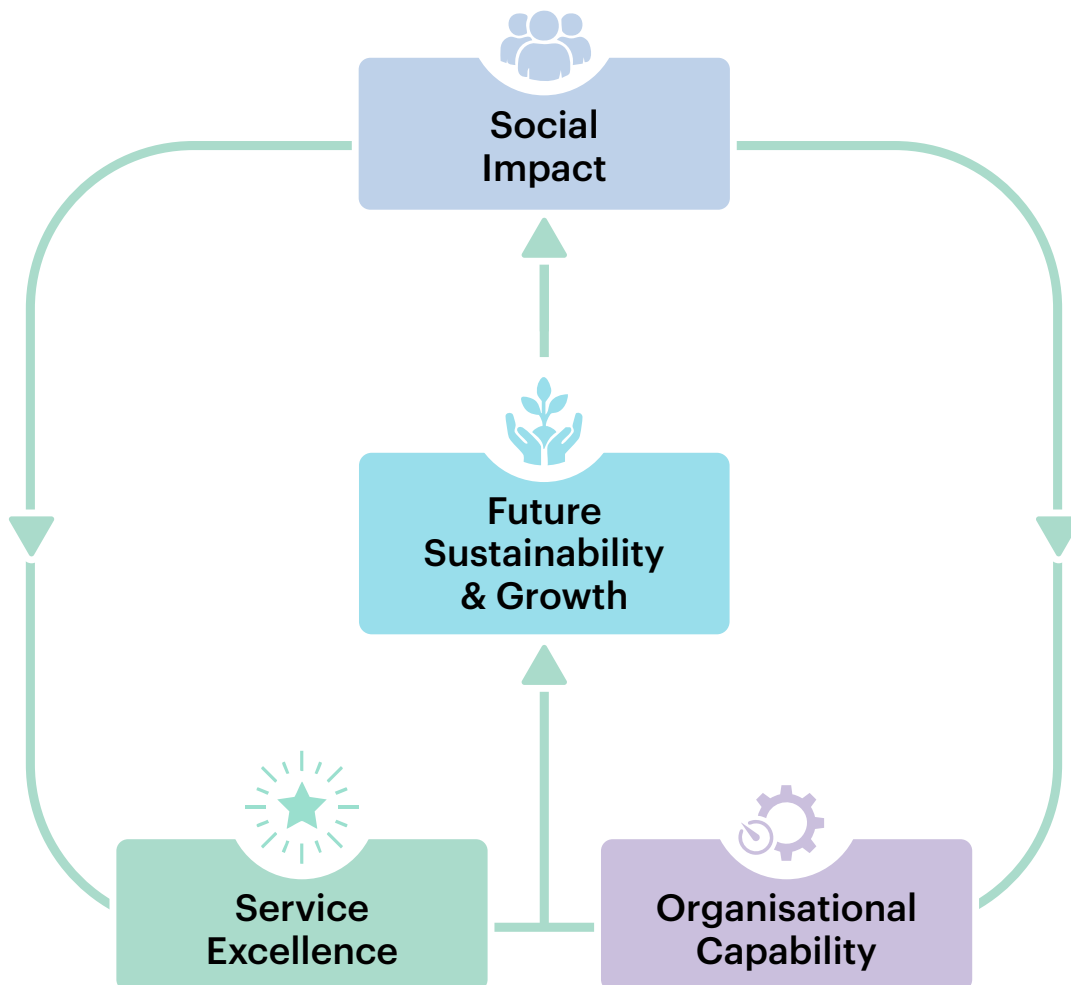 Social
Impact
Future
Sustainability
& Growth
Service
Excellence
Organisational
Capability